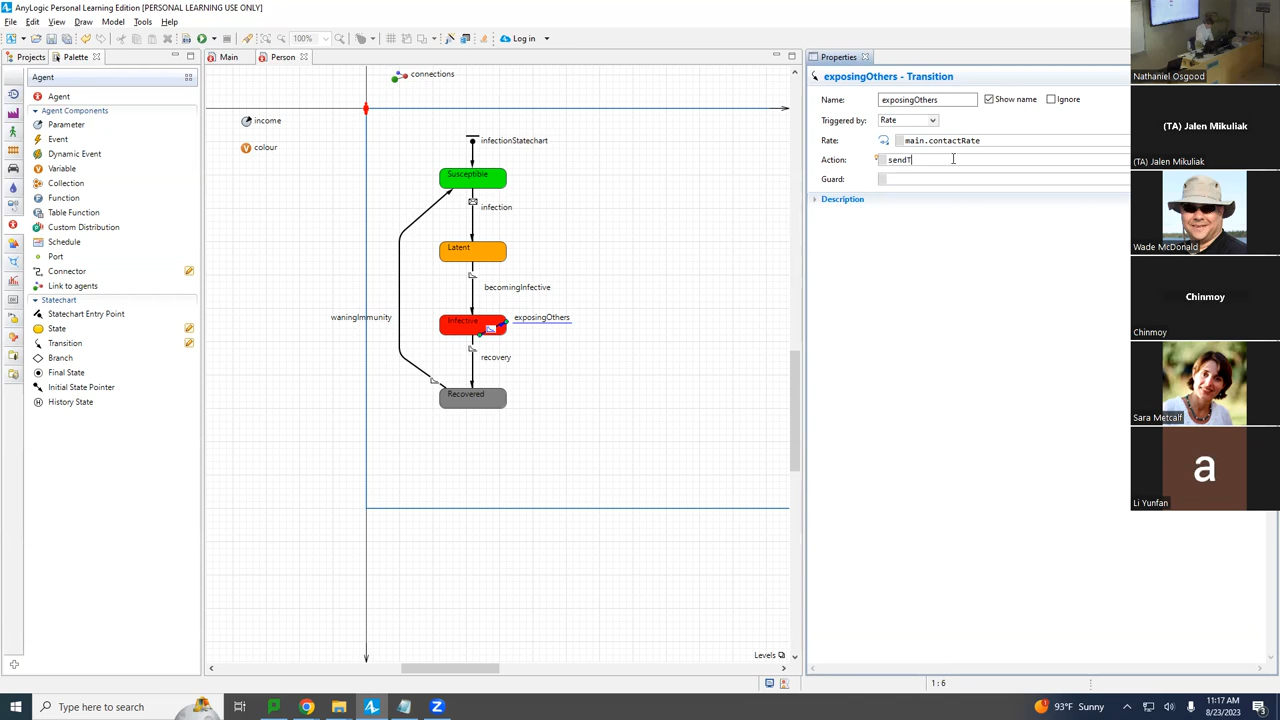 AnyLogic Personal Learning Edition [PERSONAL LEARNING USE ONLY]
File Edit View Draw Model Tools Help
100% Log in
Projects Palette
Main Person
Properties
Agent
Agent
Agent Components
Parameter
Event
Dynamic Event
Variable
Collection
Function
Table Function
Custom Distribution
Schedule
Port
Connector
Link to agents
Statechart
Statechart Entry Point
State
Transition
Branch
Final State
Initial State Pointer
History State
connections
income
colour
infectionStatechart
Susceptible
infection
Latent
becomingInfective
waningImmunity
Infective
exposingOthers
recovery
Recovered
Levels
exposingOthers - Transition
Name: exposingOthers Show name Ignore
Triggered by: Rate
Rate: main.contactRate
Action: sendT
Guard:
Description
1 : 6
Nathaniel Osgood
(TA) Jalen Mikuliak
(TA) Jalen Mikuliak
Wade McDonald
Chinmoy
Chinmoy
Sara Metcalf
a
Li Yunfan
Type here to search
93°F Sunny
11:17 AM
8/23/2023
3